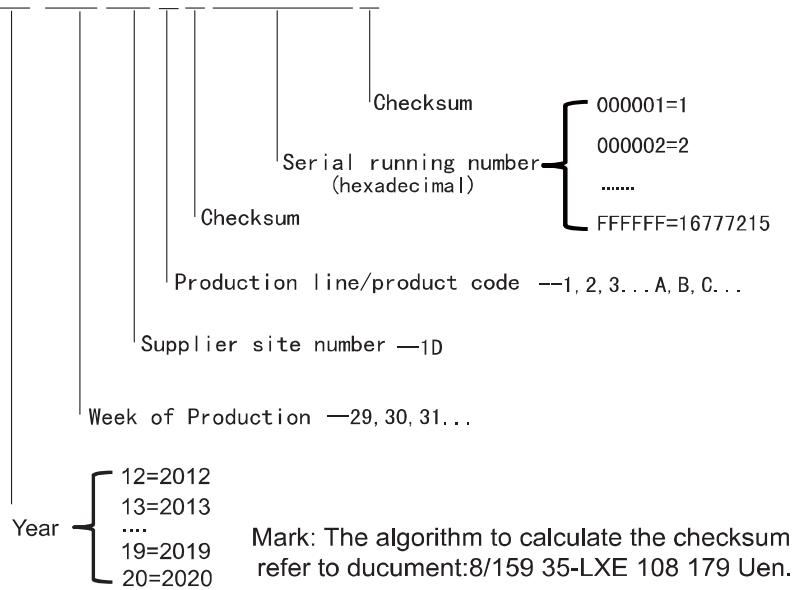 Checksum
000001=1
Serial running number
(hexadecimal)
000002=2
.......
Checksum
FFFFFF=16777215
Production line/product code --1, 2, 3... A, B, C...
Supplier site number —1D
Week of Production —29, 30, 31...
Year
12=2012
13=2013
....
19=2019
20=2020
Mark: The algorithm to calculate the checksum
refer to ducument:8/159 35-LXE 108 179 Uen.